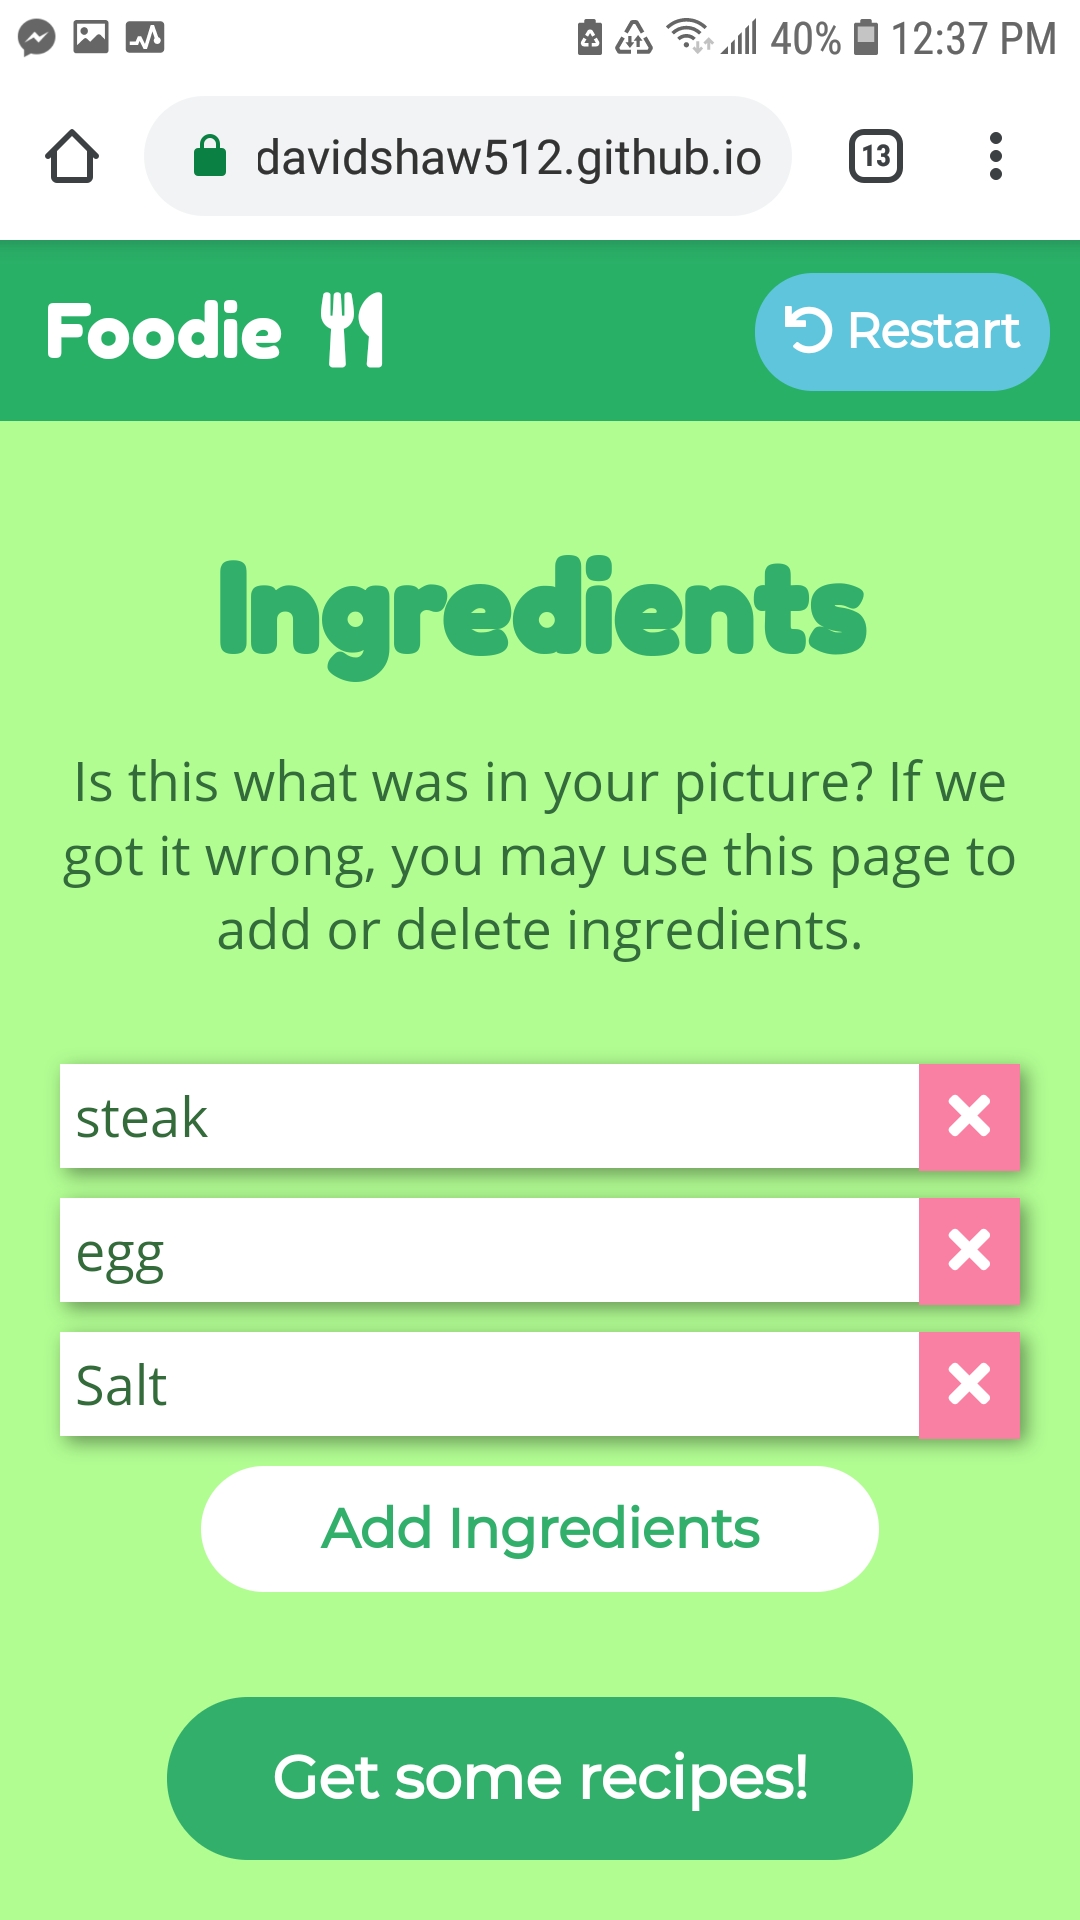 40% 12:37 PM
davidshaw512.github.io
13
Foodie
Restart
Ingredients
Is this what was in your picture? If we
got it wrong, you may use this page to
add or delete ingredients.
steak
egg
Salt
Add Ingredients
Get some recipes!